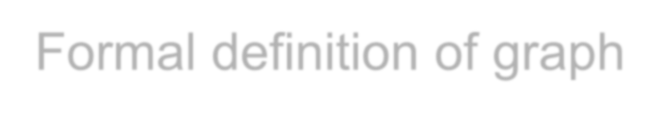 Formal definition of graph